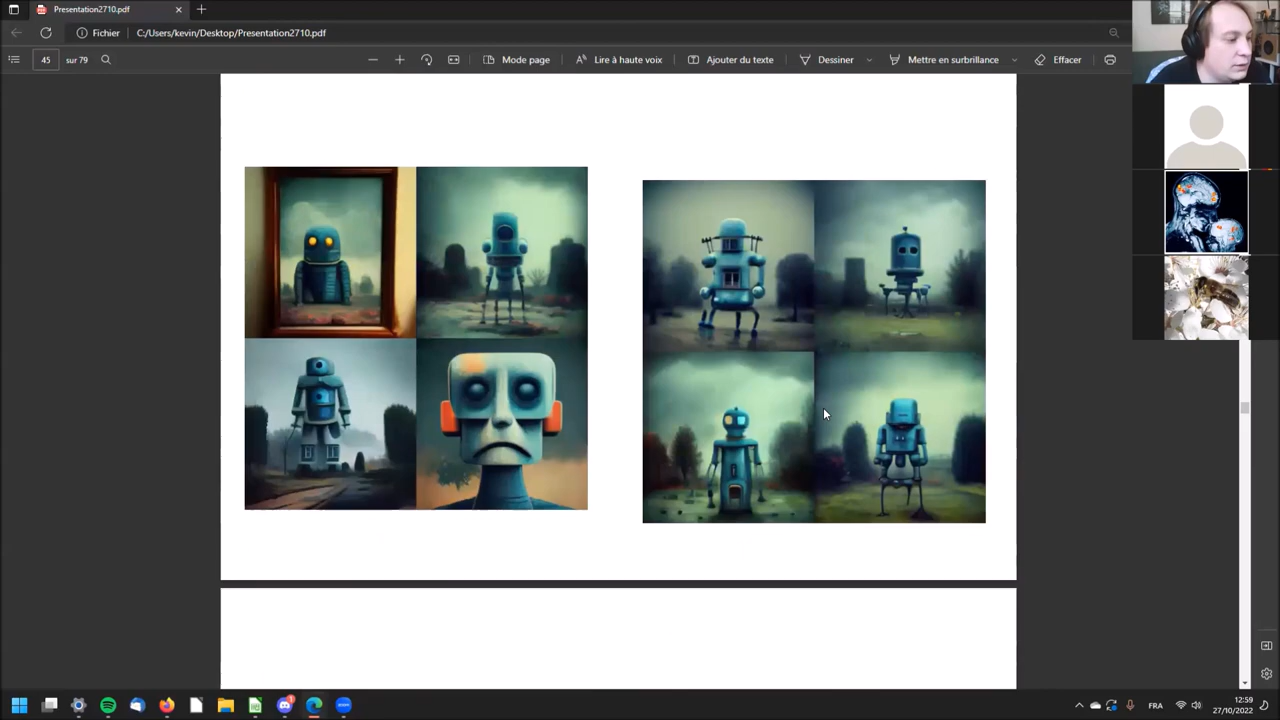 Presentation2710.pdf
Fichier C:/Users/kevin/Desktop/Presentation2710.pdf
45 sur 79 Mode page Lire à haute voix Ajouter du texte Dessiner Mettre en surbrillance Effacer
FRA 12:59
27/10/2022